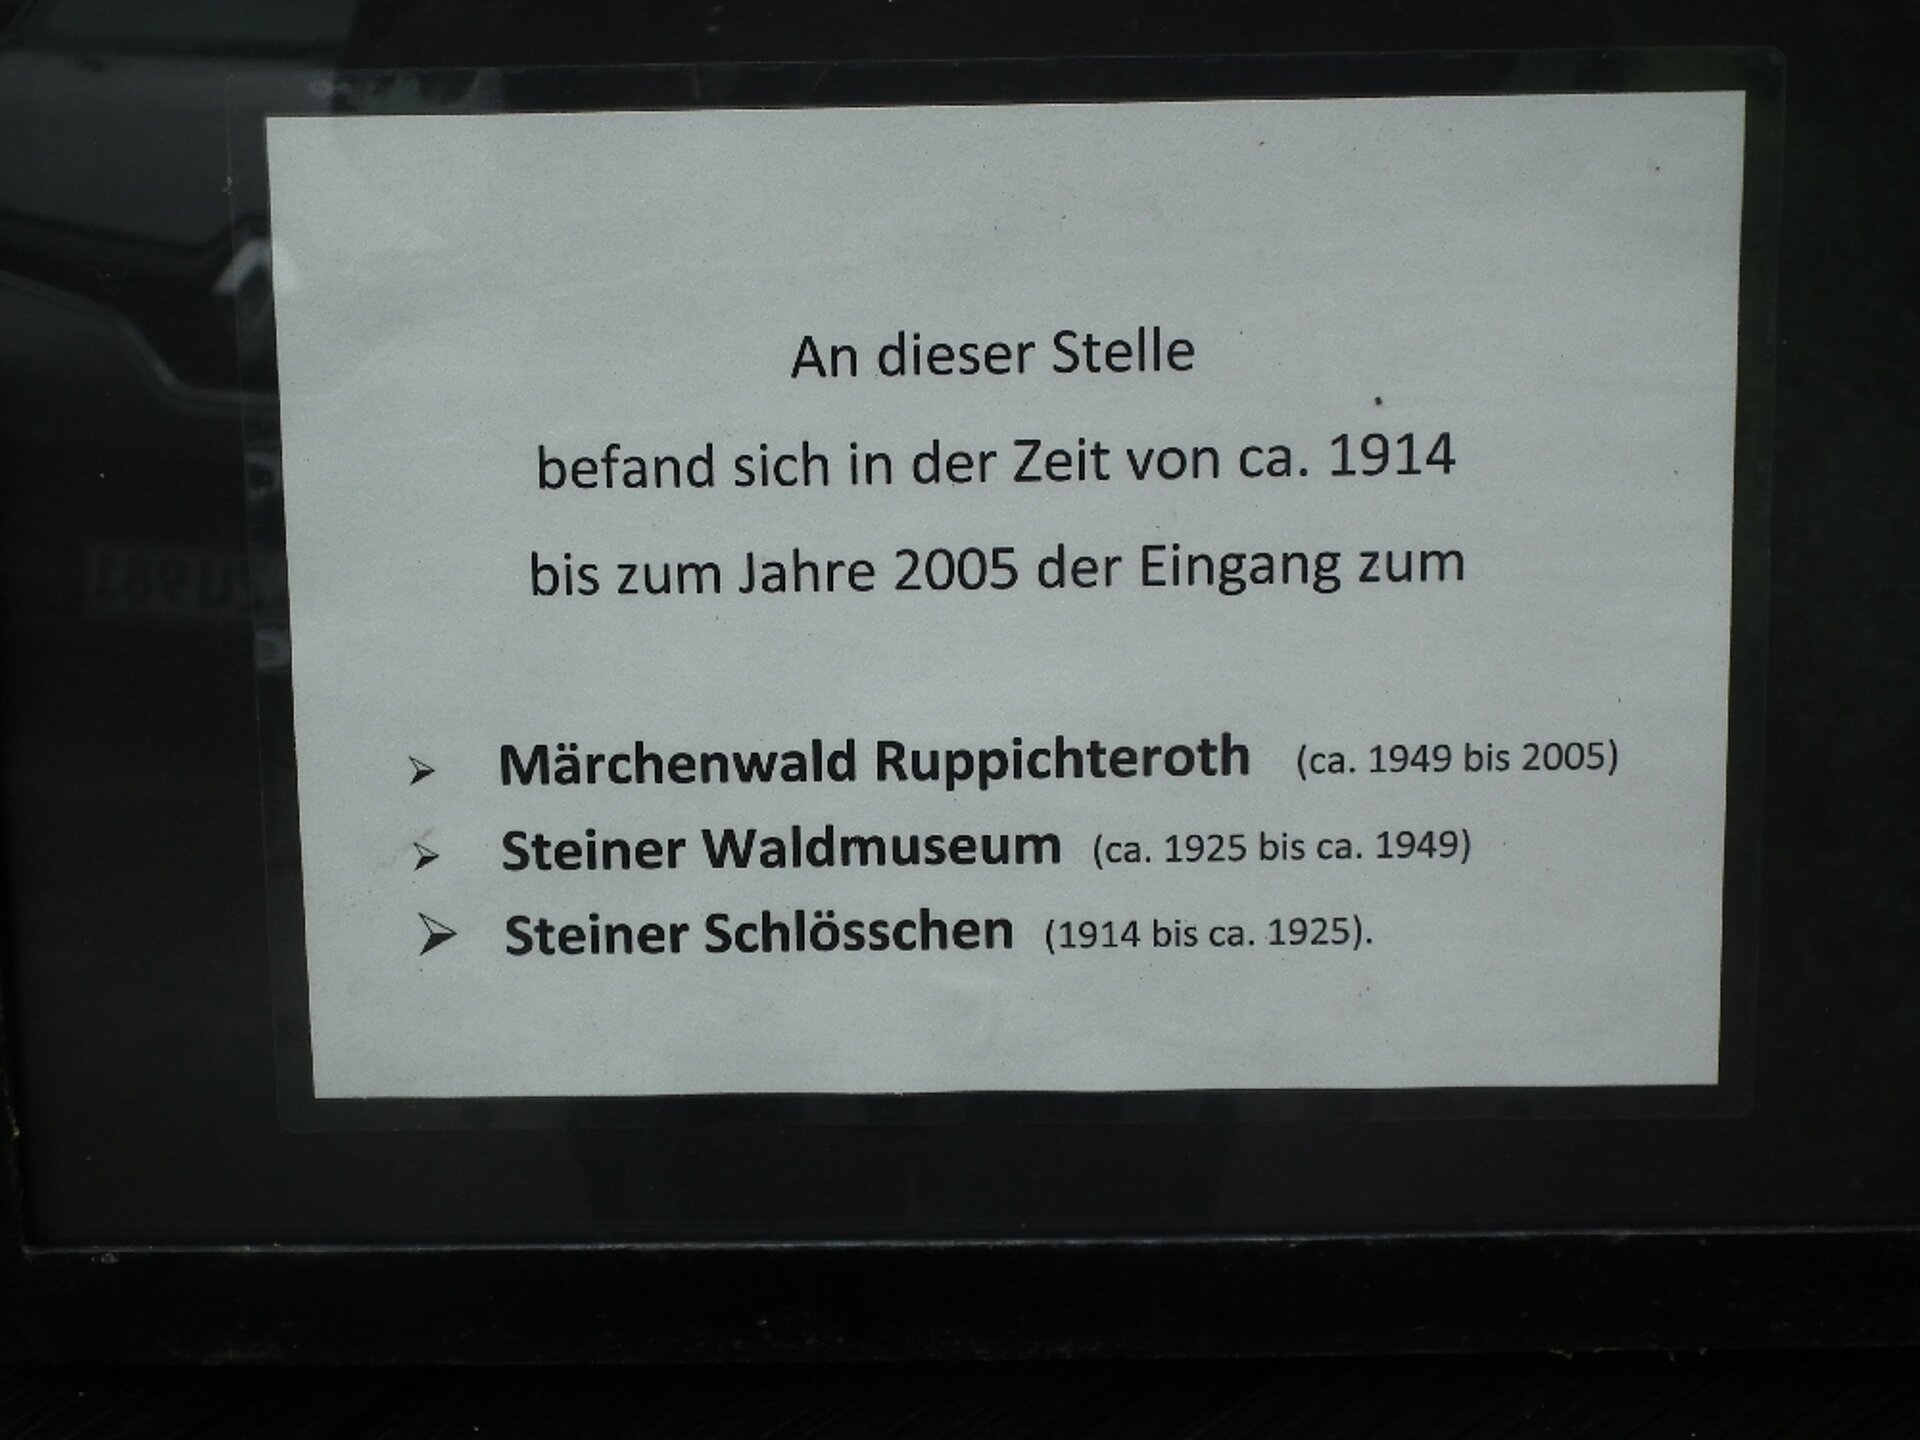 An dieser Stelle
befand sich in der Zeit von ca. 1914
bis zum Jahre 2005 der Eingang zum
➢ Märchenwald Ruppichteroth (ca. 1949 bis 2005)
➢ Steiner Waldmuseum (ca. 1925 bis ca. 1949)
➢ Steiner Schlösschen (1914 bis ca. 1925).